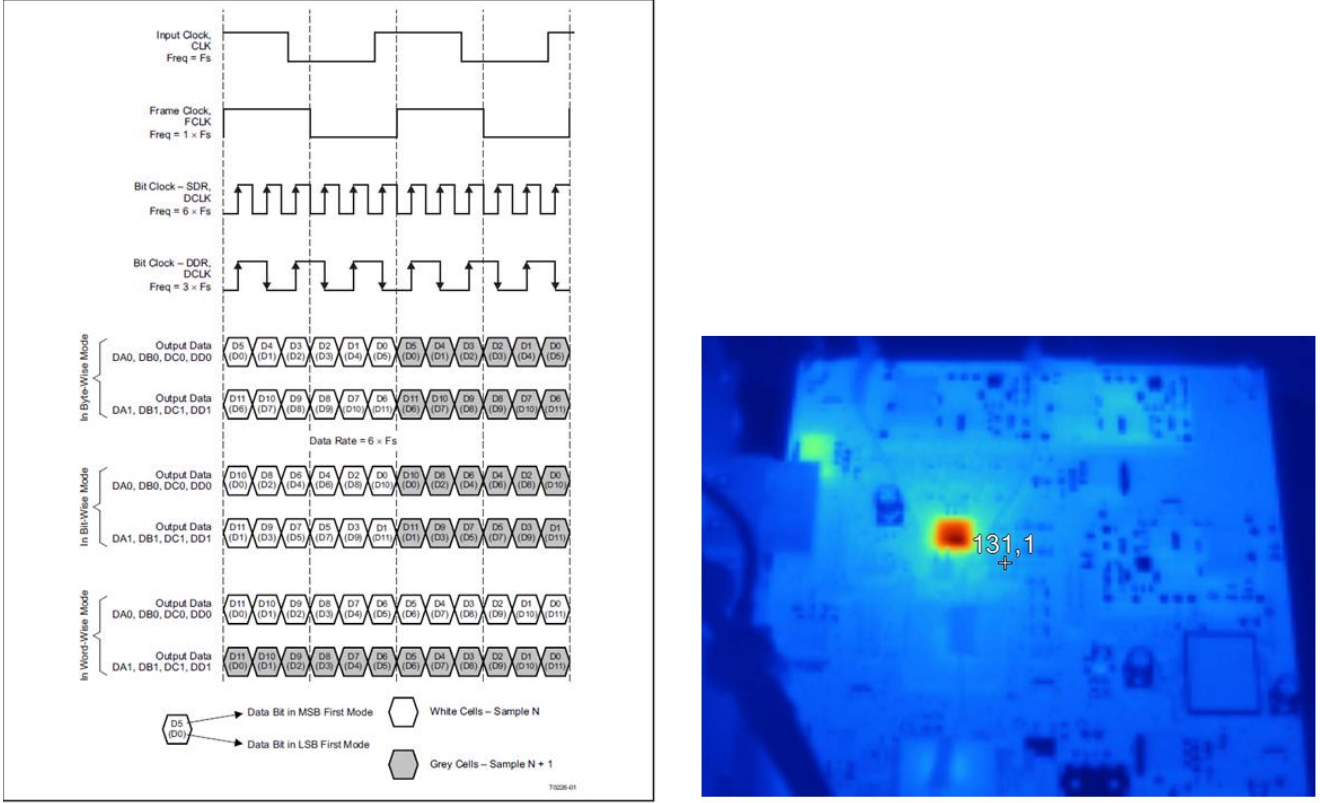 Input Clock,
CLK
Freq = Fs
Frame Clock,
FCLK
Freq = 1 × Fs
Bit Clock – SDR,
DCLK
Freq = 6 × Fs
Bit Clock – DDR,
DCLK
Freq = 3 × Fs
In Byte-Wise Mode
Output Data
DA0, DB0, DC0, DD0
D5 D4 D3 D2 D1 D0 D5 D4 D3 D2 D1 D0
(D0) (D1) (D2) (D3) (D4) (D5) (D0) (D1) (D2) (D3) (D4) (D5)
Output Data
DA1, DB1, DC1, DD1
D11 D10 D9 D8 D7 D6 D11 D10 D9 D8 D7 D6
(D6) (D7) (D8) (D9) (D10) (D11) (D6) (D7) (D8) (D9) (D10) (D11)
Data Rate = 6 × Fs
In Bit-Wise Mode
Output Data
DA0, DB0, DC0, DD0
D10 D8 D6 D4 D2 D0 D10 D8 D6 D4 D2 D0
(D0) (D2) (D4) (D6) (D8) (D10) (D0) (D2) (D4) (D6) (D8) (D10)
Output Data
DA1, DB1, DC1, DD1
D11 D9 D7 D5 D3 D1 D11 D9 D7 D5 D3 D1
(D1) (D3) (D5) (D7) (D9) (D11) (D1) (D3) (D5) (D7) (D9) (D11)
In Word-Wise Mode
Output Data
DA0, DB0, DC0, DD0
D11 D10 D9 D8 D7 D6 D5 D4 D3 D2 D1 D0
(D0) (D1) (D2) (D3) (D4) (D5) (D6) (D7) (D8) (D9) (D10) (D11)
Output Data
DA1, DB1, DC1, DD1
D11 D10 D9 D8 D7 D6 D5 D4 D3 D2 D1 D0
(D0) (D1) (D2) (D3) (D4) (D5) (D6) (D7) (D8) (D9) (D10) (D11)
D5
(D0)
Data Bit in MSB First Mode
Data Bit in LSB First Mode
White Cells – Sample N
Grey Cells – Sample N + 1
T0226-01
131,1